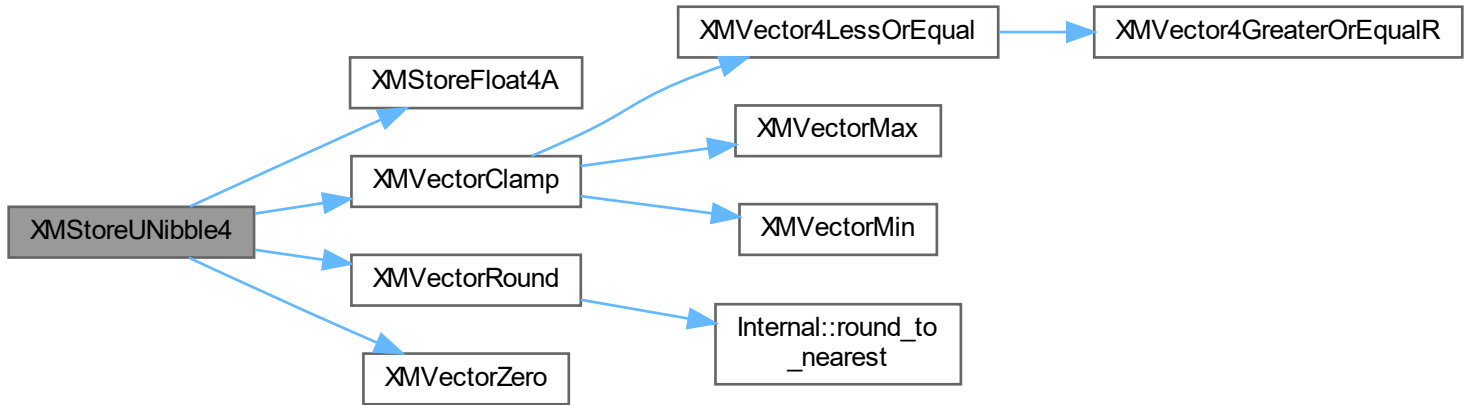 XMStoreUNibble4
XMStoreFloat4A
XMVectorClamp
XMVector4LessOrEqual
XMVector4GreaterOrEqualR
XMVectorMax
XMVectorMin
XMVectorRound
Internal::round_to
_nearest
XMVectorZero